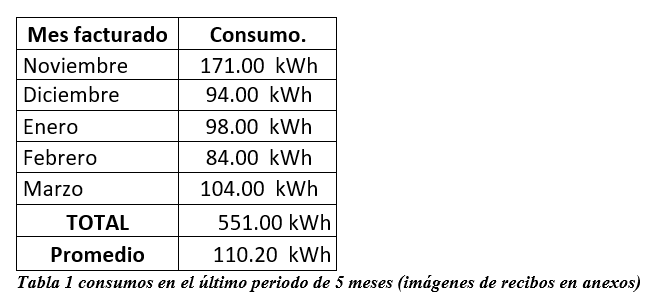 Mes facturado Consumo.
Noviembre 171.00 kWh
Diciembre 94.00 kWh
Enero 98.00 kWh
Febrero 84.00 kWh
Marzo 104.00 kWh
TOTAL 551.00 kWh
Promedio 110.20 kWh
Tabla 1 consumos en el último periodo de 5 meses (imágenes de recibos en anexos)